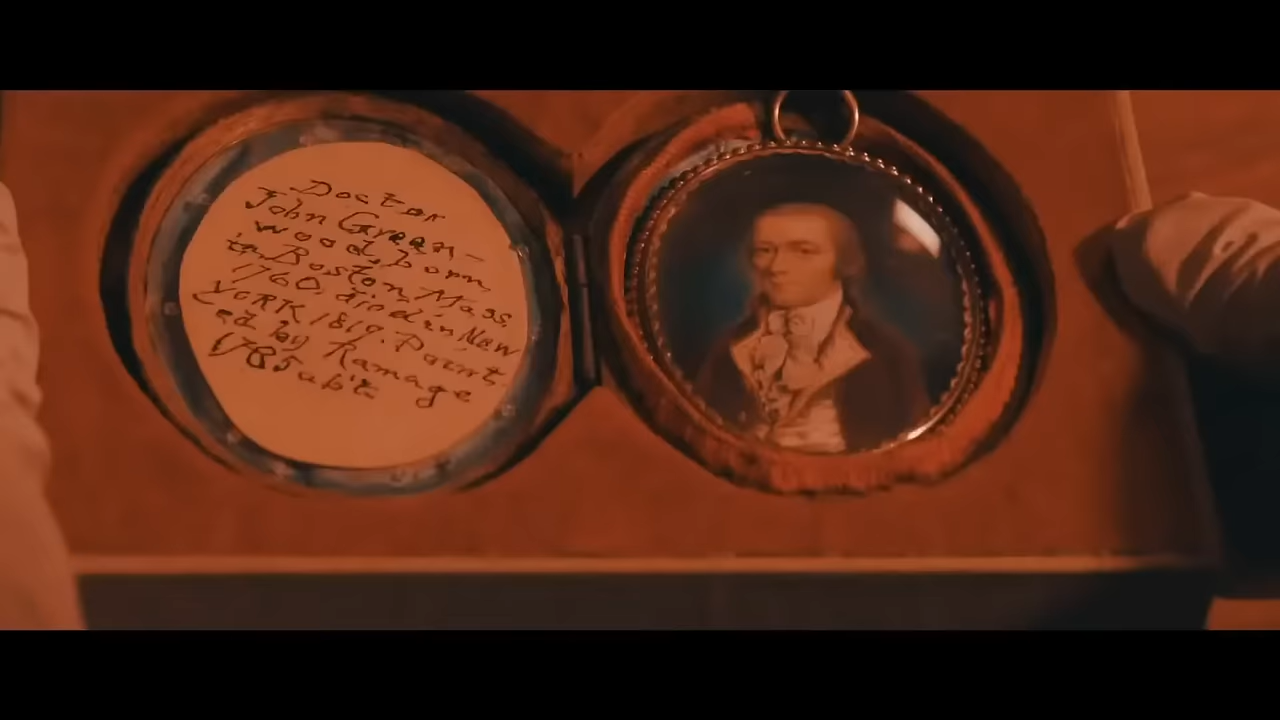 Doctor
John Green-
wood, born
in Boston, Mass.
1760, died in New
YORK 1819. Paint.
ed by Ramage
1785 abt.